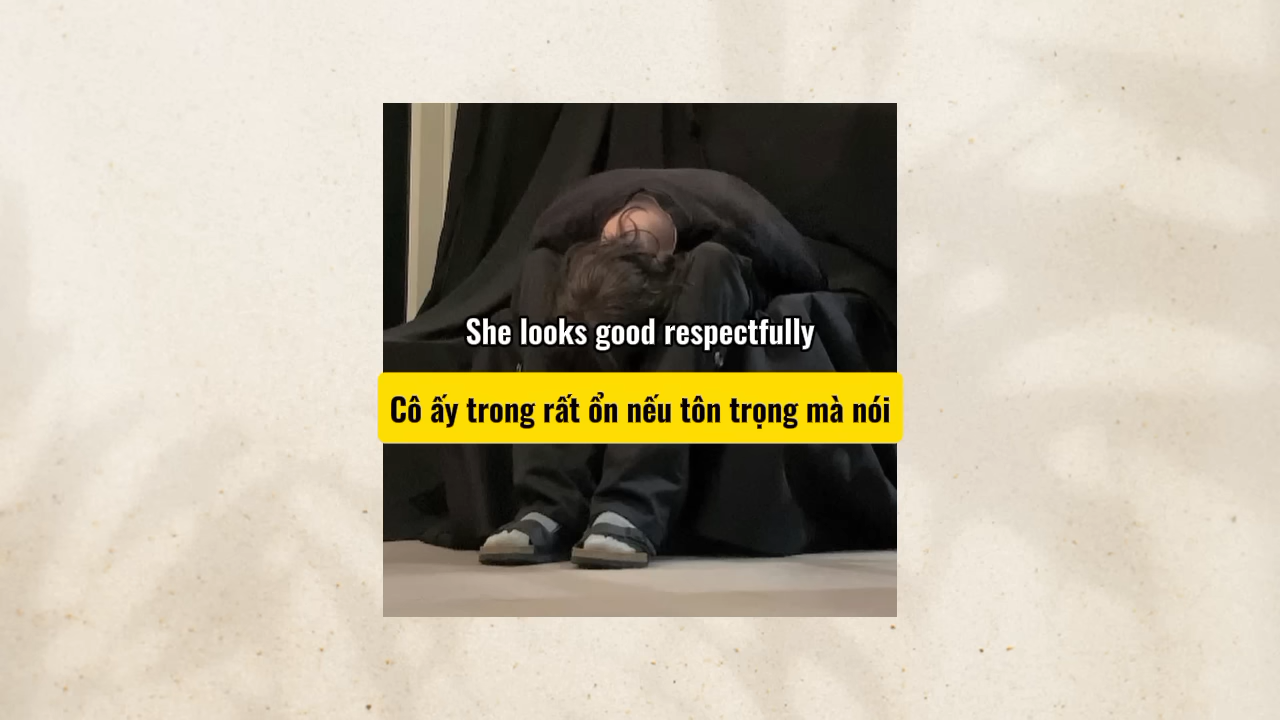 She looks good respectfully
Cô ấy trong rất ổn nếu tôn trọng mà nói